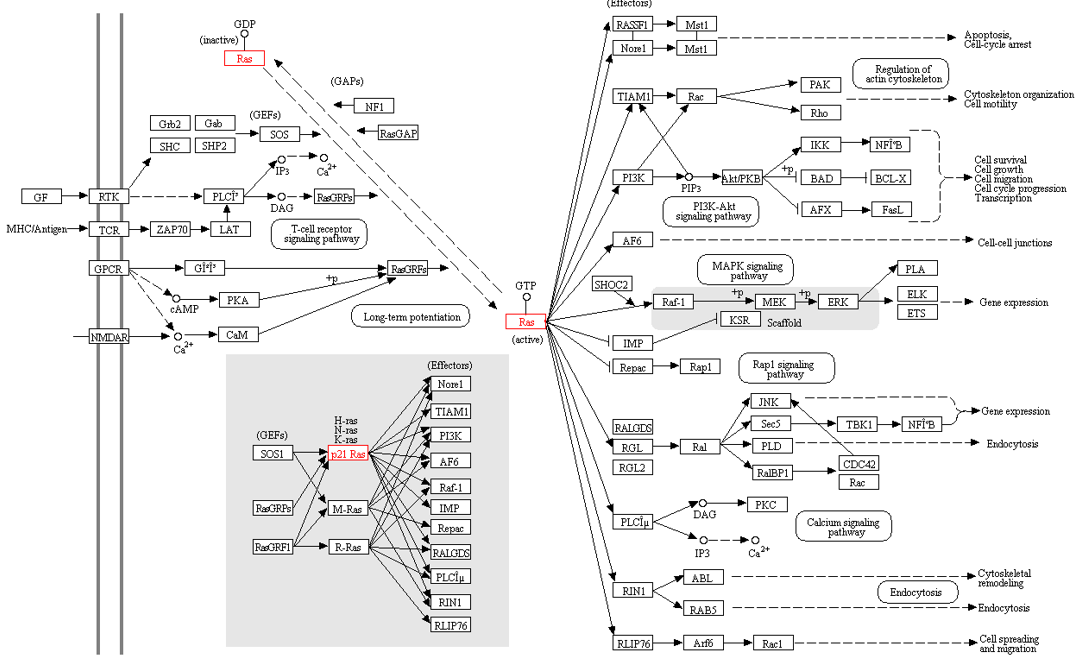 (Effectors)
GDP
(inactive)
Ras
(GAPs)
NF1
RasGAP
Grb2
Gab
(GEFs)
SHC
SHP2
SOS
IP3
Ca2+
GF
RTK
PLCÎ³
DAG
RasGRPs
MHC/Antigen
TCR
ZAP70
LAT
T-cell receptor
signaling pathway
GPCR
GÎ²Î³
RasGRFs
+p
cAMP
PKA
Long-term potentiation
NMDAR
Ca2+
CaM
GTP
Ras
(active)
RASSF1
Mst1
Nore1
Mst1
Apoptosis,
Cell-cycle arrest
Regulation of
actin cytoskeleton
TIAM1
Rac
PAK
Rho
Cytoskeleton organization
Cell motility
PI3K
PIP3
Akt/PKB
+p
IKK
NFÎºB
BAD
BCL-X
AFX
FasL
Cell survival
Cell growth
Cell migration
Cell cycle progression
Transcription
PI3K-Akt
signaling pathway
AF6
Cell-cell junctions
MAPK signaling
pathway
SHOC2
Raf-1
+p
MEK
+p
ERK
KSR
Scaffold
PLA
ELK
ETS
Gene expression
IMP
Repac
Rap1
Rap1 signaling
pathway
RALGDS
RGL
RGL2
Ral
JNK
Sec5
TBK1
NFÎºB
PLD
RalBP1
CDC42
Rac
Gene expression
Endocytosis
PLCÎµ
DAG
PKC
IP3
Ca2+
Calcium signaling
pathway
RIN1
ABL
RAB5
Cytoskeletal
remodeling
Endocytosis
Endocytosis
RLIP76
Arf6
Rac1
Cell spreading
and migration
(Effectors)
Nore1
TIAM1
PI3K
AF6
Raf-1
IMP
Repac
RALGDS
PLCÎµ
RIN1
RLIP76
H-ras
N-ras
K-ras
(GEFs)
SOS1
p21 Ras
RasGRPs
M-Ras
RasGRF1
R-Ras